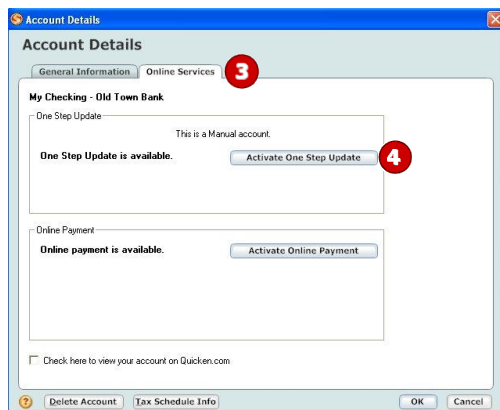 Account Details
Account Details
General Information Online Services 3
My Checking - Old Town Bank
One Step Update
This is a Manual account.
One Step Update is available. Activate One Step Update 4
Online Payment
Online payment is available. Activate Online Payment
Check here to view your account on Quicken.com
? Delete Account Tax Schedule Info OK Cancel